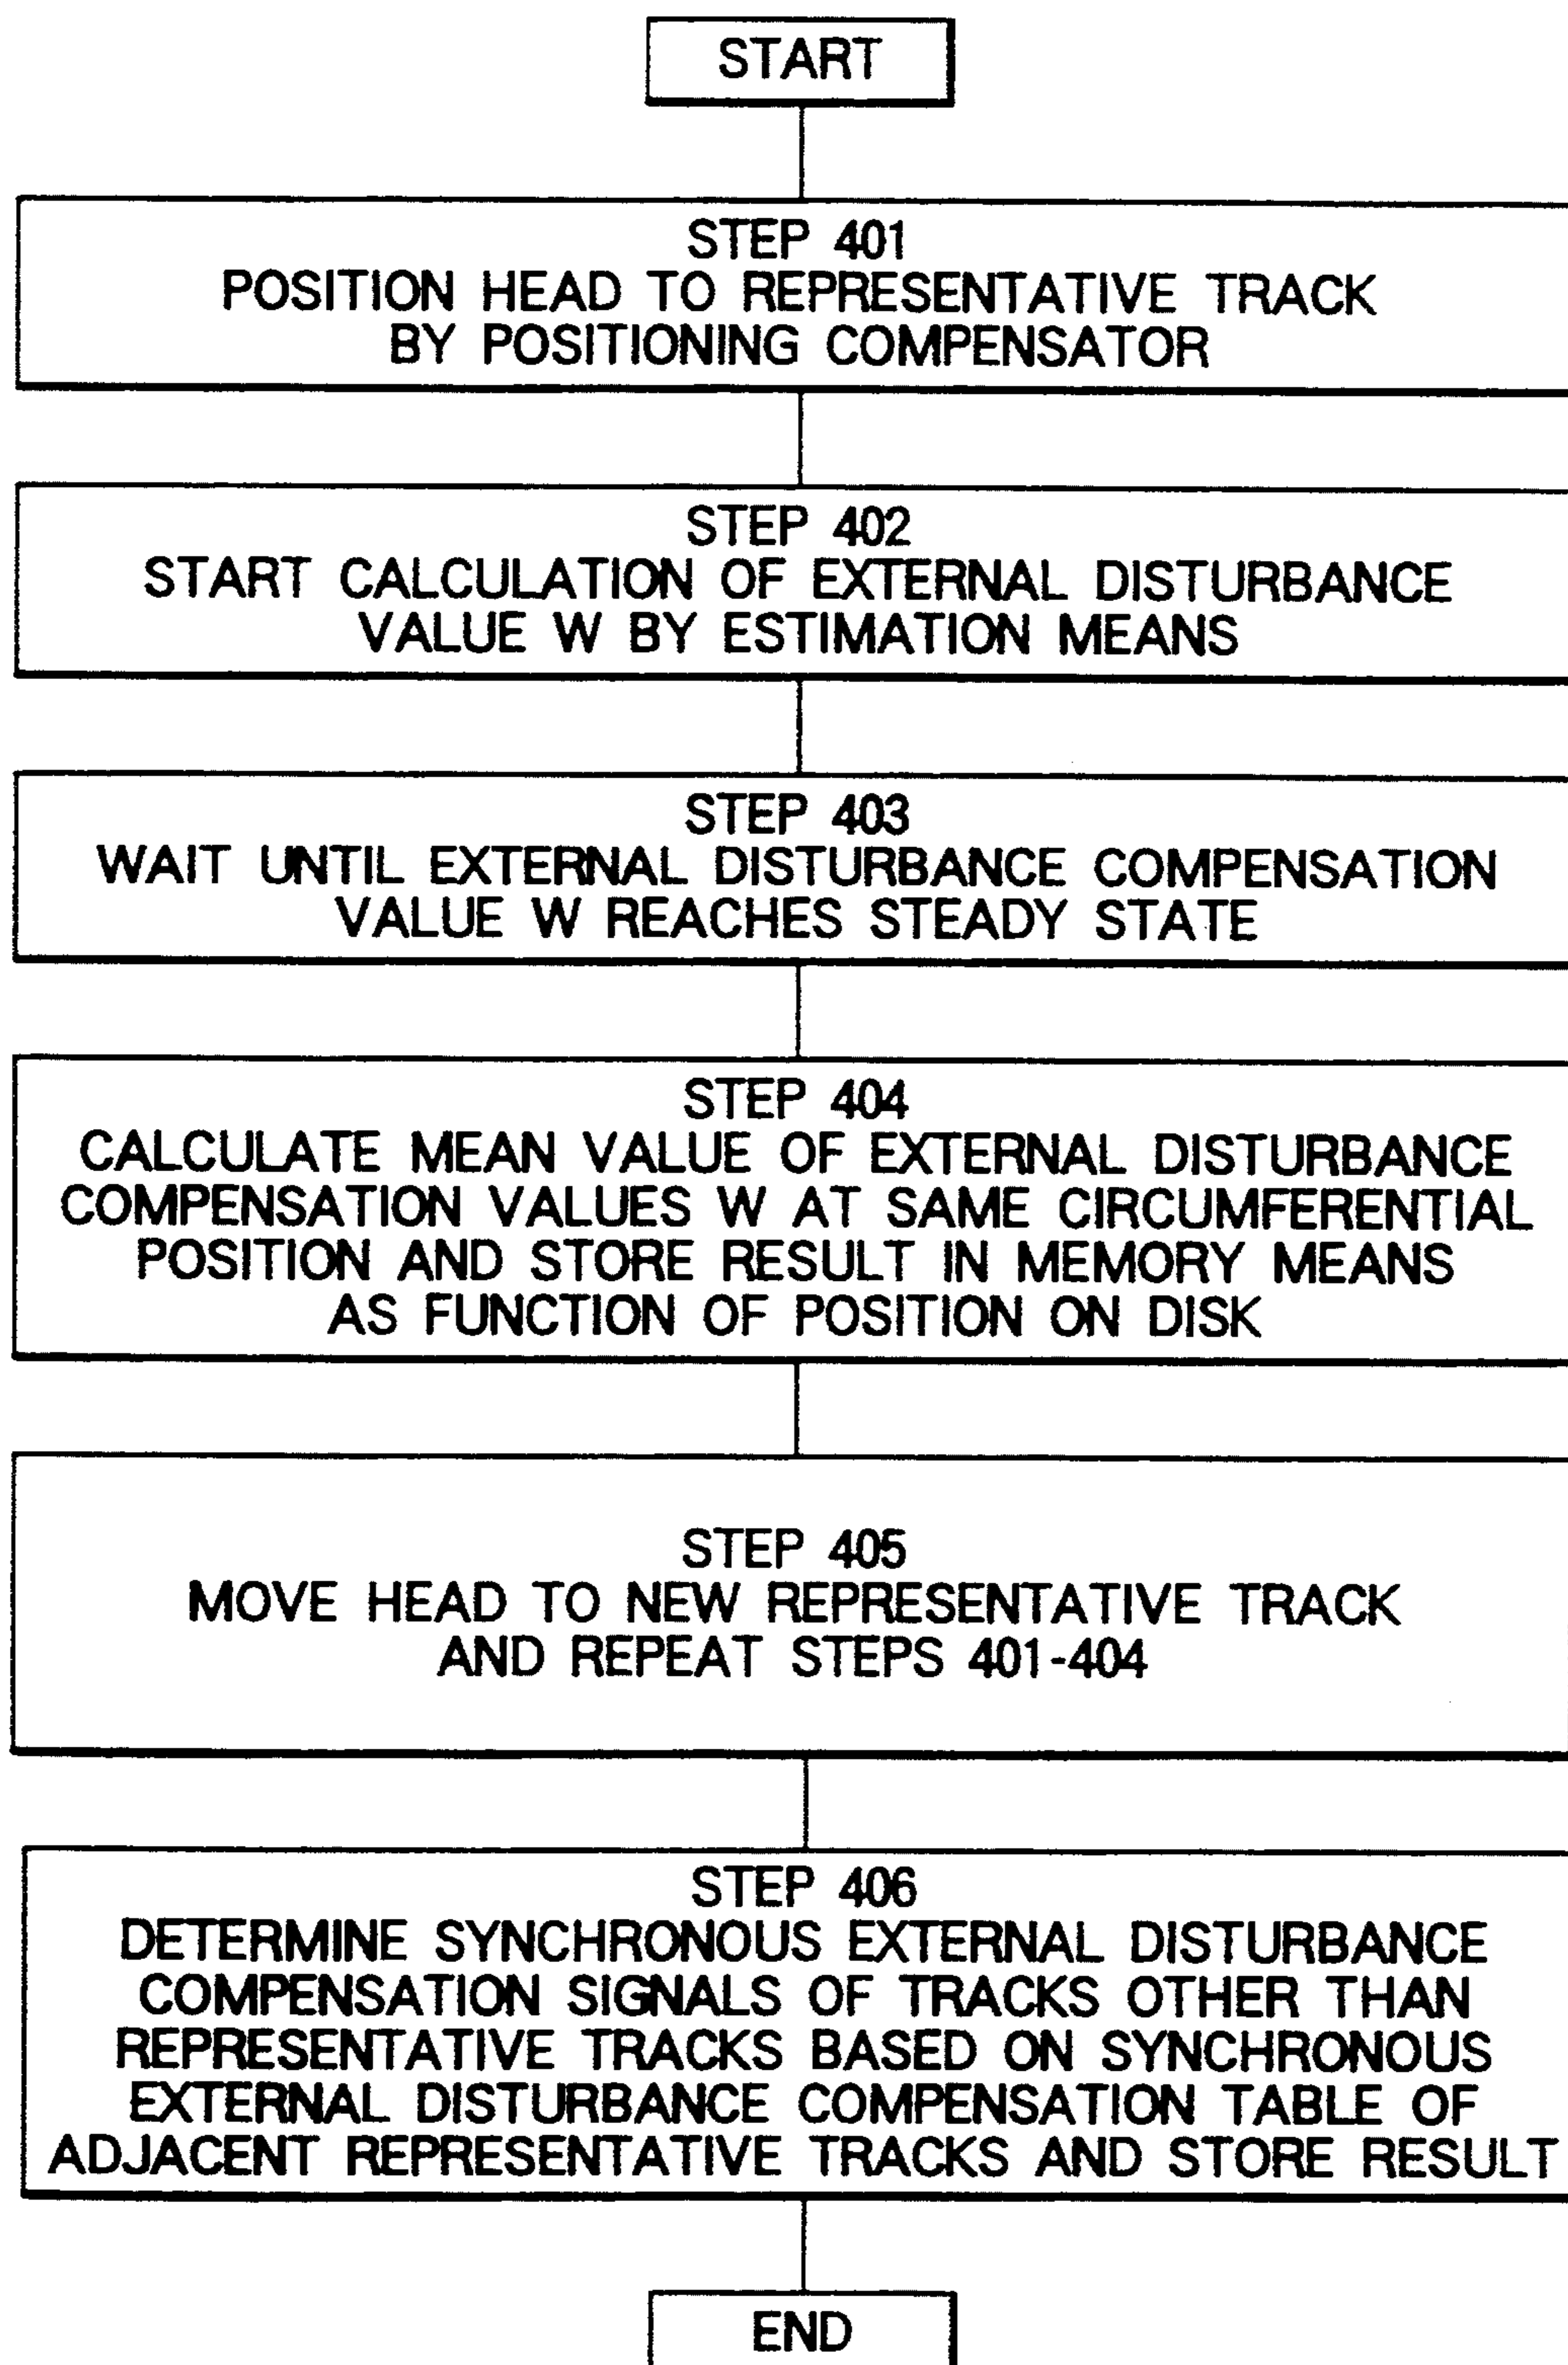 START
STEP 401
POSITION HEAD TO REPRESENTATIVE TRACK
BY POSITIONING COMPENSATOR
STEP 402
START CALCULATION OF EXTERNAL DISTURBANCE
VALUE W BY ESTIMATION MEANS
STEP 403
WAIT UNTIL EXTERNAL DISTURBANCE COMPENSATION
VALUE W REACHES STEADY STATE
STEP 404
CALCULATE MEAN VALUE OF EXTERNAL DISTURBANCE
COMPENSATION VALUES W AT SAME CIRCUMFERENTIAL
POSITION AND STORE RESULT IN MEMORY MEANS
AS FUNCTION OF POSITION ON DISK
STEP 405
MOVE HEAD TO NEW REPRESENTATIVE TRACK
AND REPEAT STEPS 401-404
STEP 406
DETERMINE SYNCHRONOUS EXTERNAL DISTURBANCE
COMPENSATION SIGNALS OF TRACKS OTHER THAN
REPRESENTATIVE TRACKS BASED ON SYNCHRONOUS
EXTERNAL DISTURBANCE COMPENSATION TABLE OF
ADJACENT REPRESENTATIVE TRACKS AND STORE RESULT
END